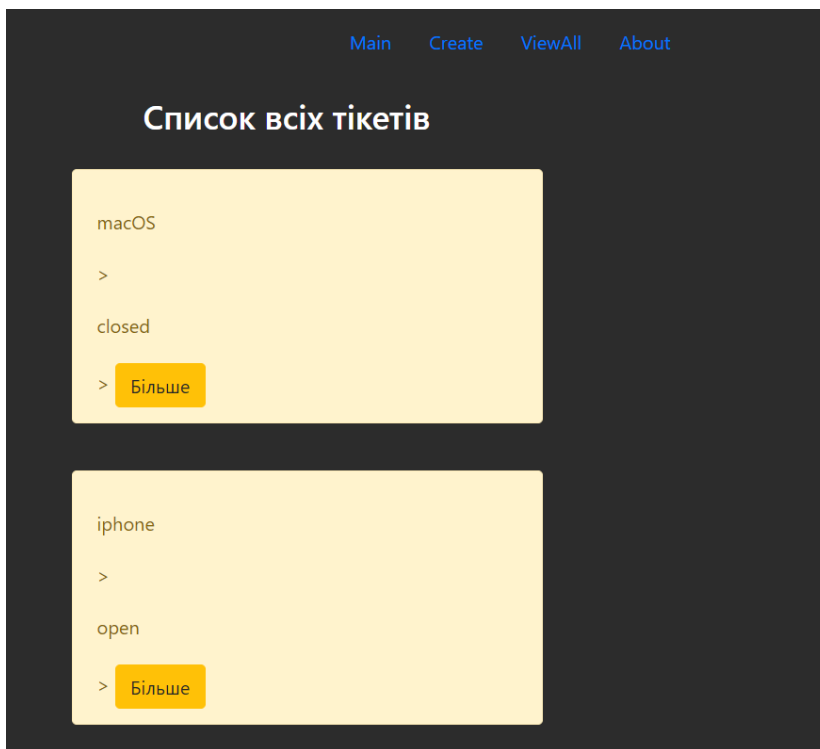 Main Create ViewAll About
Список всіх тікетів
macOS
>
closed
> Більше
iphone
>
open
> Більше